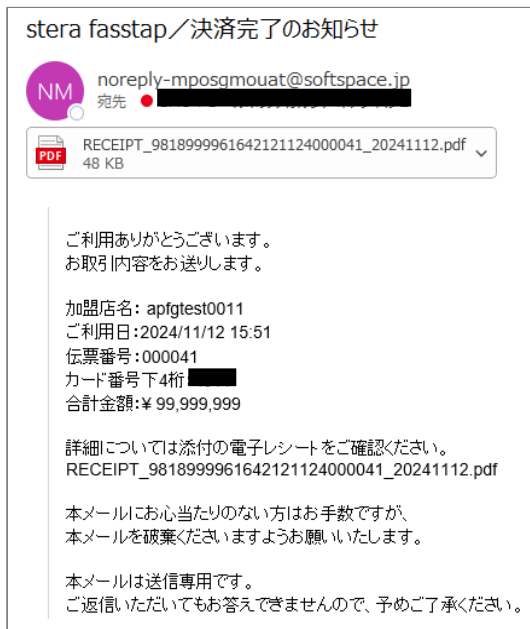 stera fasstap／決済完了のお知らせ
NM
noreply-mposgmouat@softspace.jp
宛先
PDF
RECEIPT_9818999961642121124000041_20241112.pdf
48 KB
ご利用ありがとうございます。
お取引内容をお送りします。
加盟店名: apfgtest0011
ご利用日:2024/11/12 15:51
伝票番号:000041
カード番号下4桁:
合計金額:¥ 99,999,999
詳細については添付の電子レシートをご確認ください。
RECEIPT_9818999961642121124000041_20241112.pdf
本メールにお心当たりのない方はお手数ですが、
本メールを破棄くださいますようお願いいたします。
本メールは送信専用です。
ご返信いただいてもお答えできませんので、予めご了承ください。